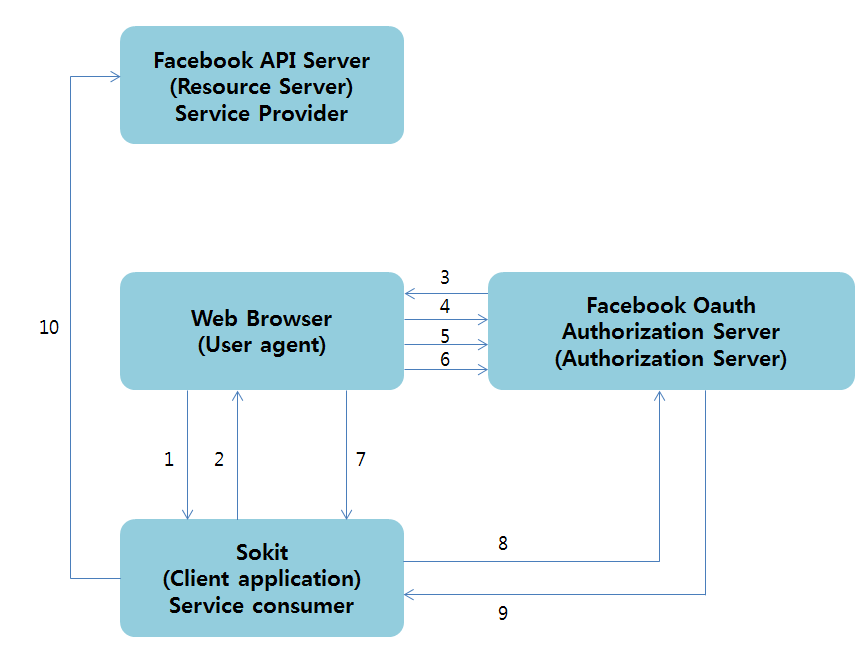 Facebook API Server
(Resource Server)
Service Provider
3
4
5
6
Web Browser
(User agent)
Facebook Oauth
Authorization Server
(Authorization Server)
10
1
2
7
8
9
Sokit
(Client application)
Service consumer